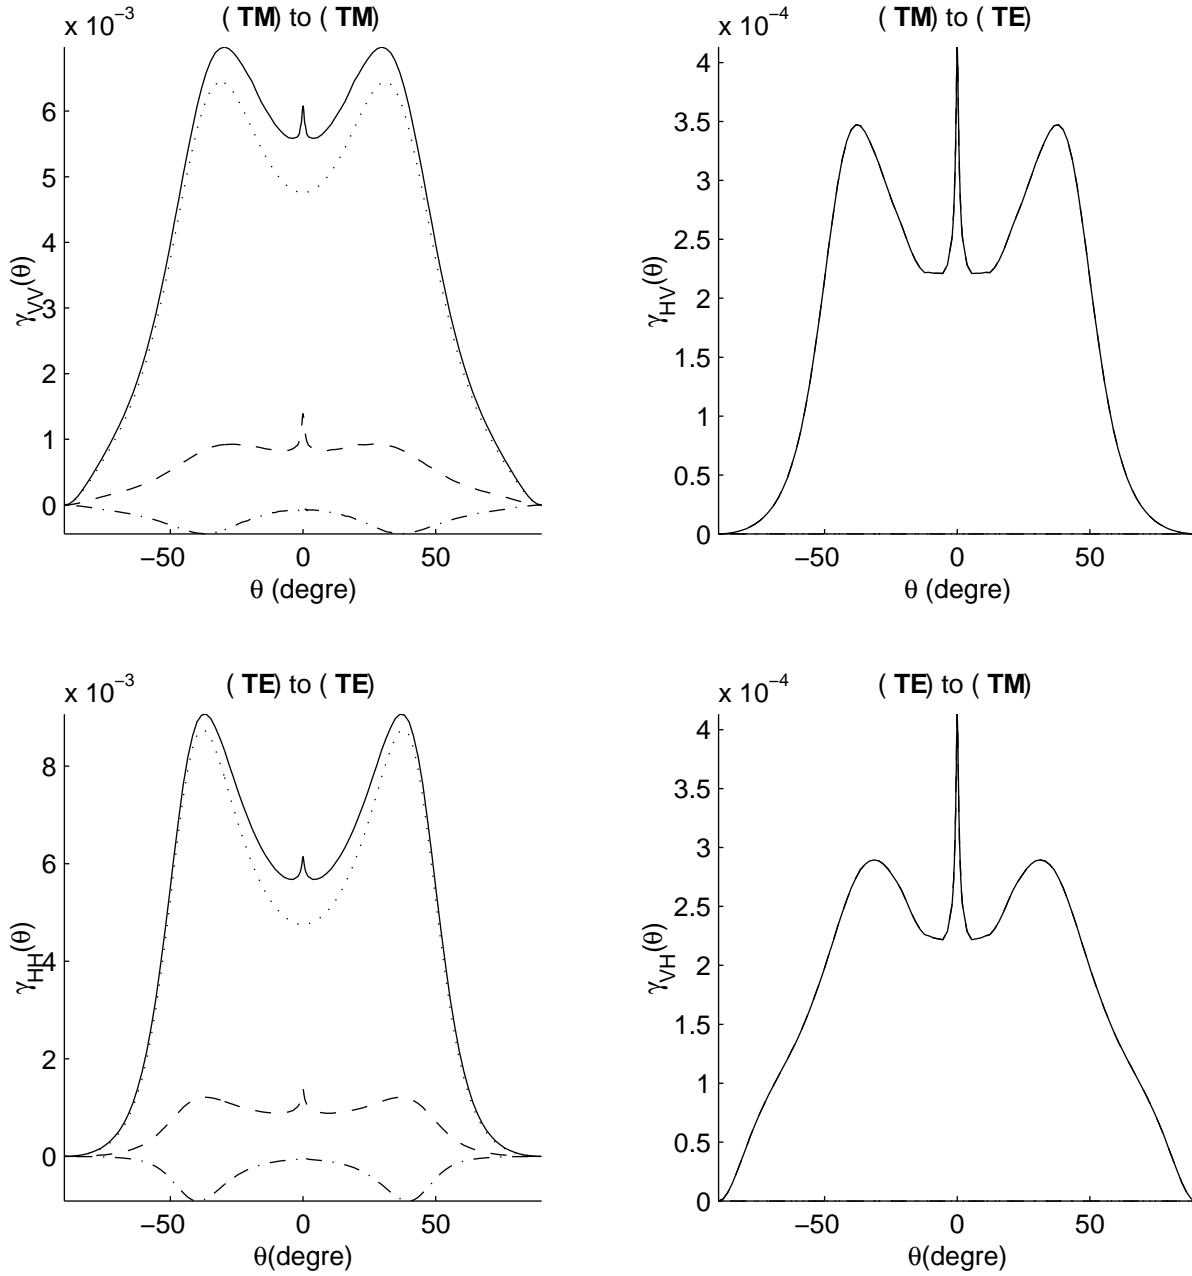 x 10−3
( TM) to ( TM)
6
5
4
3
2
1
0
γVV(θ)
−50
0
50
θ (degre)
x 10−4
( TM) to ( TE)
4
3.5
3
2.5
2
1.5
1
0.5
0
γHV(θ)
−50
0
50
θ (degre)
x 10−3
( TE) to ( TE)
8
6
4
2
0
γHH(θ)
−50
0
50
θ(degre)
x 10−4
( TE) to ( TM)
4
3.5
3
2.5
2
1.5
1
0.5
0
γVH(θ)
−50
0
50
θ(degre)